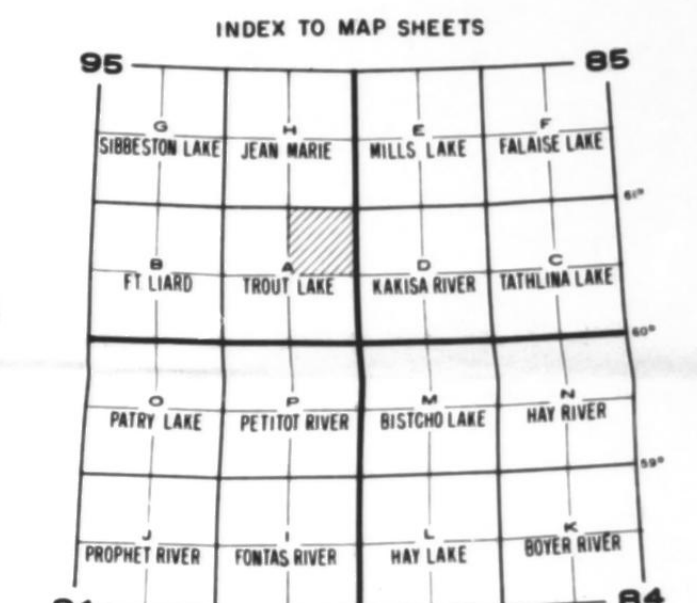 INDEX TO MAP SHEETS
95 85
G H E F
SIBBESTON LAKE JEAN MARIE MILLS LAKE FALAISE LAKE
61°
B A D C
FT LIARD TROUT LAKE KAKISA RIVER TATHLINA LAKE
60°
O P M N
PATRY LAKE PETITOT RIVER BISTCHO LAKE HAY RIVER
59°
J I L K
PROPHET RIVER FONTAS RIVER HAY LAKE BOYER RIVER
84